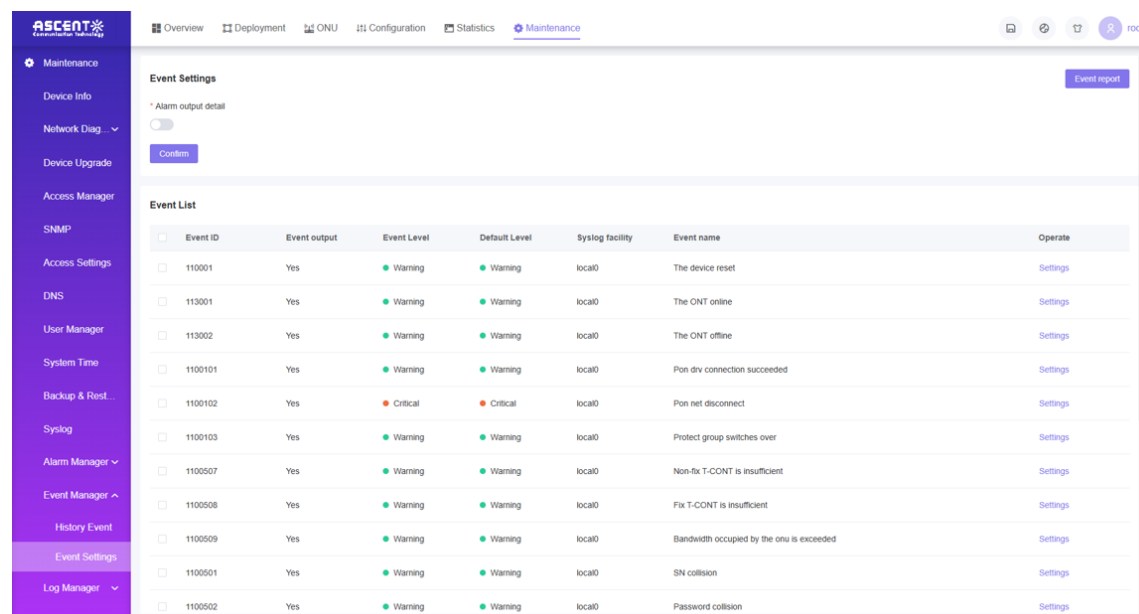 ASCENT
Communication Technology
Overview Deployment ONU Configuration Statistics Maintenance roo
Maintenance
Device Info
Network Diag...
Device Upgrade
Access Manager
SNMP
Access Settings
DNS
User Manager
System Time
Backup & Rest...
Syslog
Alarm Manager
Event Manager
History Event
Event Settings
Log Manager
Event Settings
Event report
* Alarm output detail
Confirm
Event List
Event ID Event output Event Level Default Level Syslog facility Event name Operate
110001 Yes Warning Warning local0 The device reset Settings
113001 Yes Warning Warning local0 The ONT online Settings
113002 Yes Warning Warning local0 The ONT offline Settings
1100101 Yes Warning Warning local0 Pon drv connection succeeded Settings
1100102 Yes Critical Critical local0 Pon net disconnect Settings
1100103 Yes Warning Warning local0 Protect group switches over Settings
1100507 Yes Warning Warning local0 Non-fix T-CONT is insufficient Settings
1100508 Yes Warning Warning local0 Fix T-CONT is insufficient Settings
1100509 Yes Warning Warning local0 Bandwidth occupied by the onu is exceeded Settings
1100501 Yes Warning Warning local0 SN collision Settings
1100502 Yes Warning Warning local0 Password collision Settings